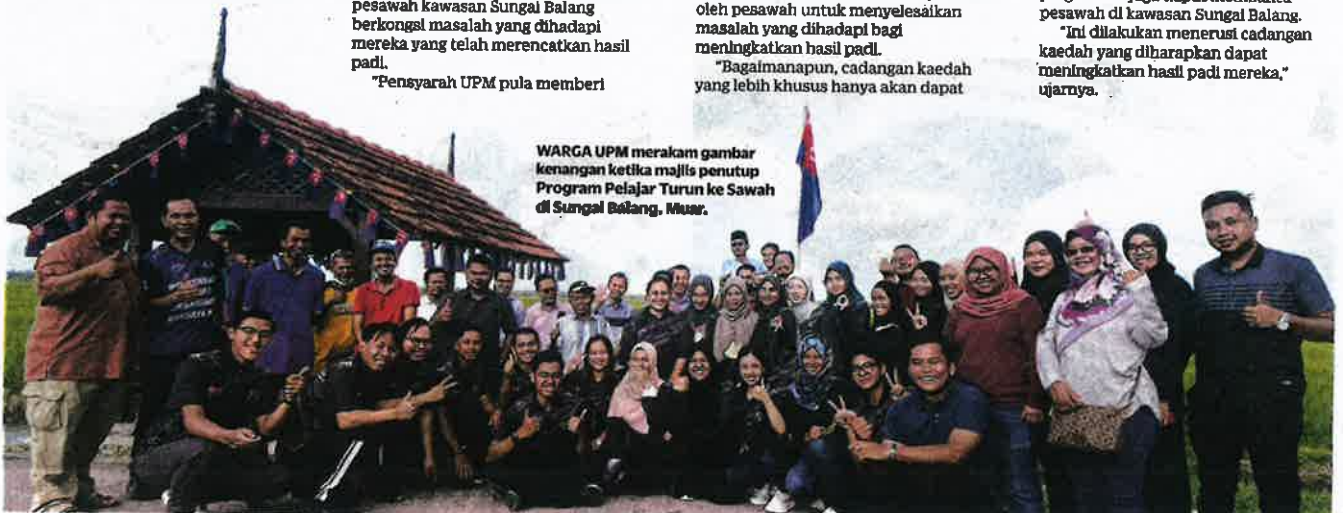 pesawah kawasan Sungai Balang
berkongsi masalah yang dihadapi
mereka yang telah merencatkan hasil
padi.
"Pensyarah UPM pula memberi
oleh pesawah untuk menyelesaikan
masalah yang dihadapi bagi
meningkatkan hasil padi.
"Bagaimanapun, cadangan kaedah
yang lebih khusus hanya akan dapat
pesawah di kawasan Sungai Balang.
"Ini dilakukan menerusi cadangan
kaedah yang diharapkan dapat
meningkatkan hasil padi mereka,"
ujarnya.
WARGA UPM merakam gambar
kenangan ketika majlis penutup
Program Pelajar Turun ke Sawah
di Sungai Balang, Muar.